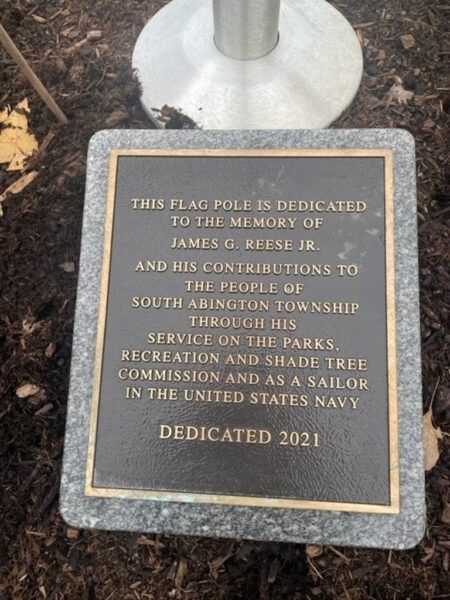 THIS FLAG POLE IS DEDICATED
TO THE MEMORY OF
JAMES G. REESE JR.
AND HIS CONTRIBUTIONS TO
THE PEOPLE OF
SOUTH ABINGTON TOWNSHIP
THROUGH HIS
SERVICE ON THE PARKS,
RECREATION AND SHADE TREE
COMMISSION AND AS A SAILOR
IN THE UNITED STATES NAVY
DEDICATED 2021